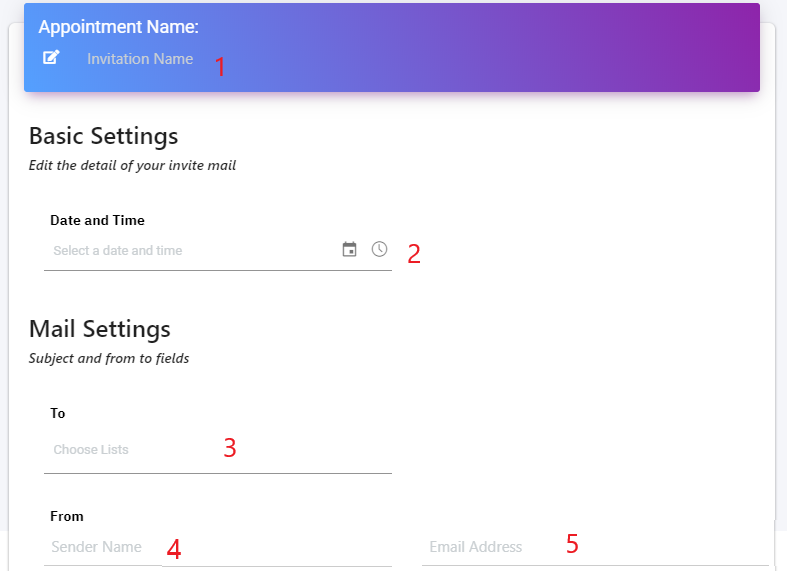 Appointment Name:
Invitation Name 1
Basic Settings
Edit the detail of your invite mail
Date and Time
Select a date and time 2
Mail Settings
Subject and from to fields
To
Choose Lists 3
From
Sender Name 4 Email Address 5